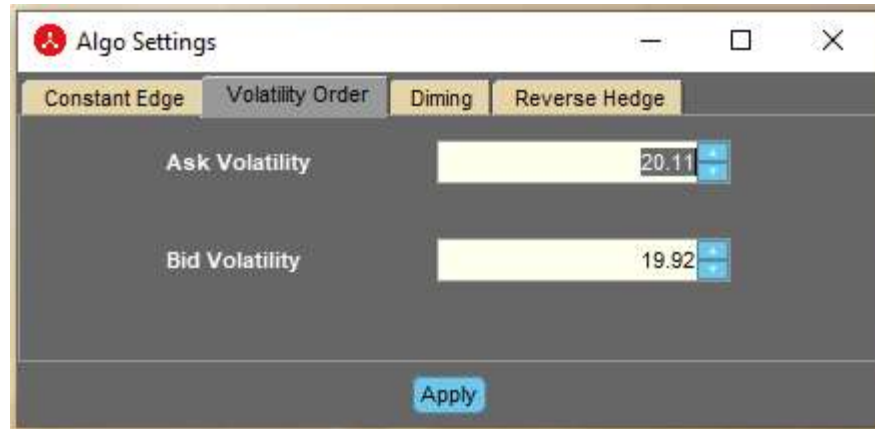 Algo Settings
Constant Edge Volatility Order Diming Reverse Hedge
Ask Volatility 20.11
Bid Volatility 19.92
Apply